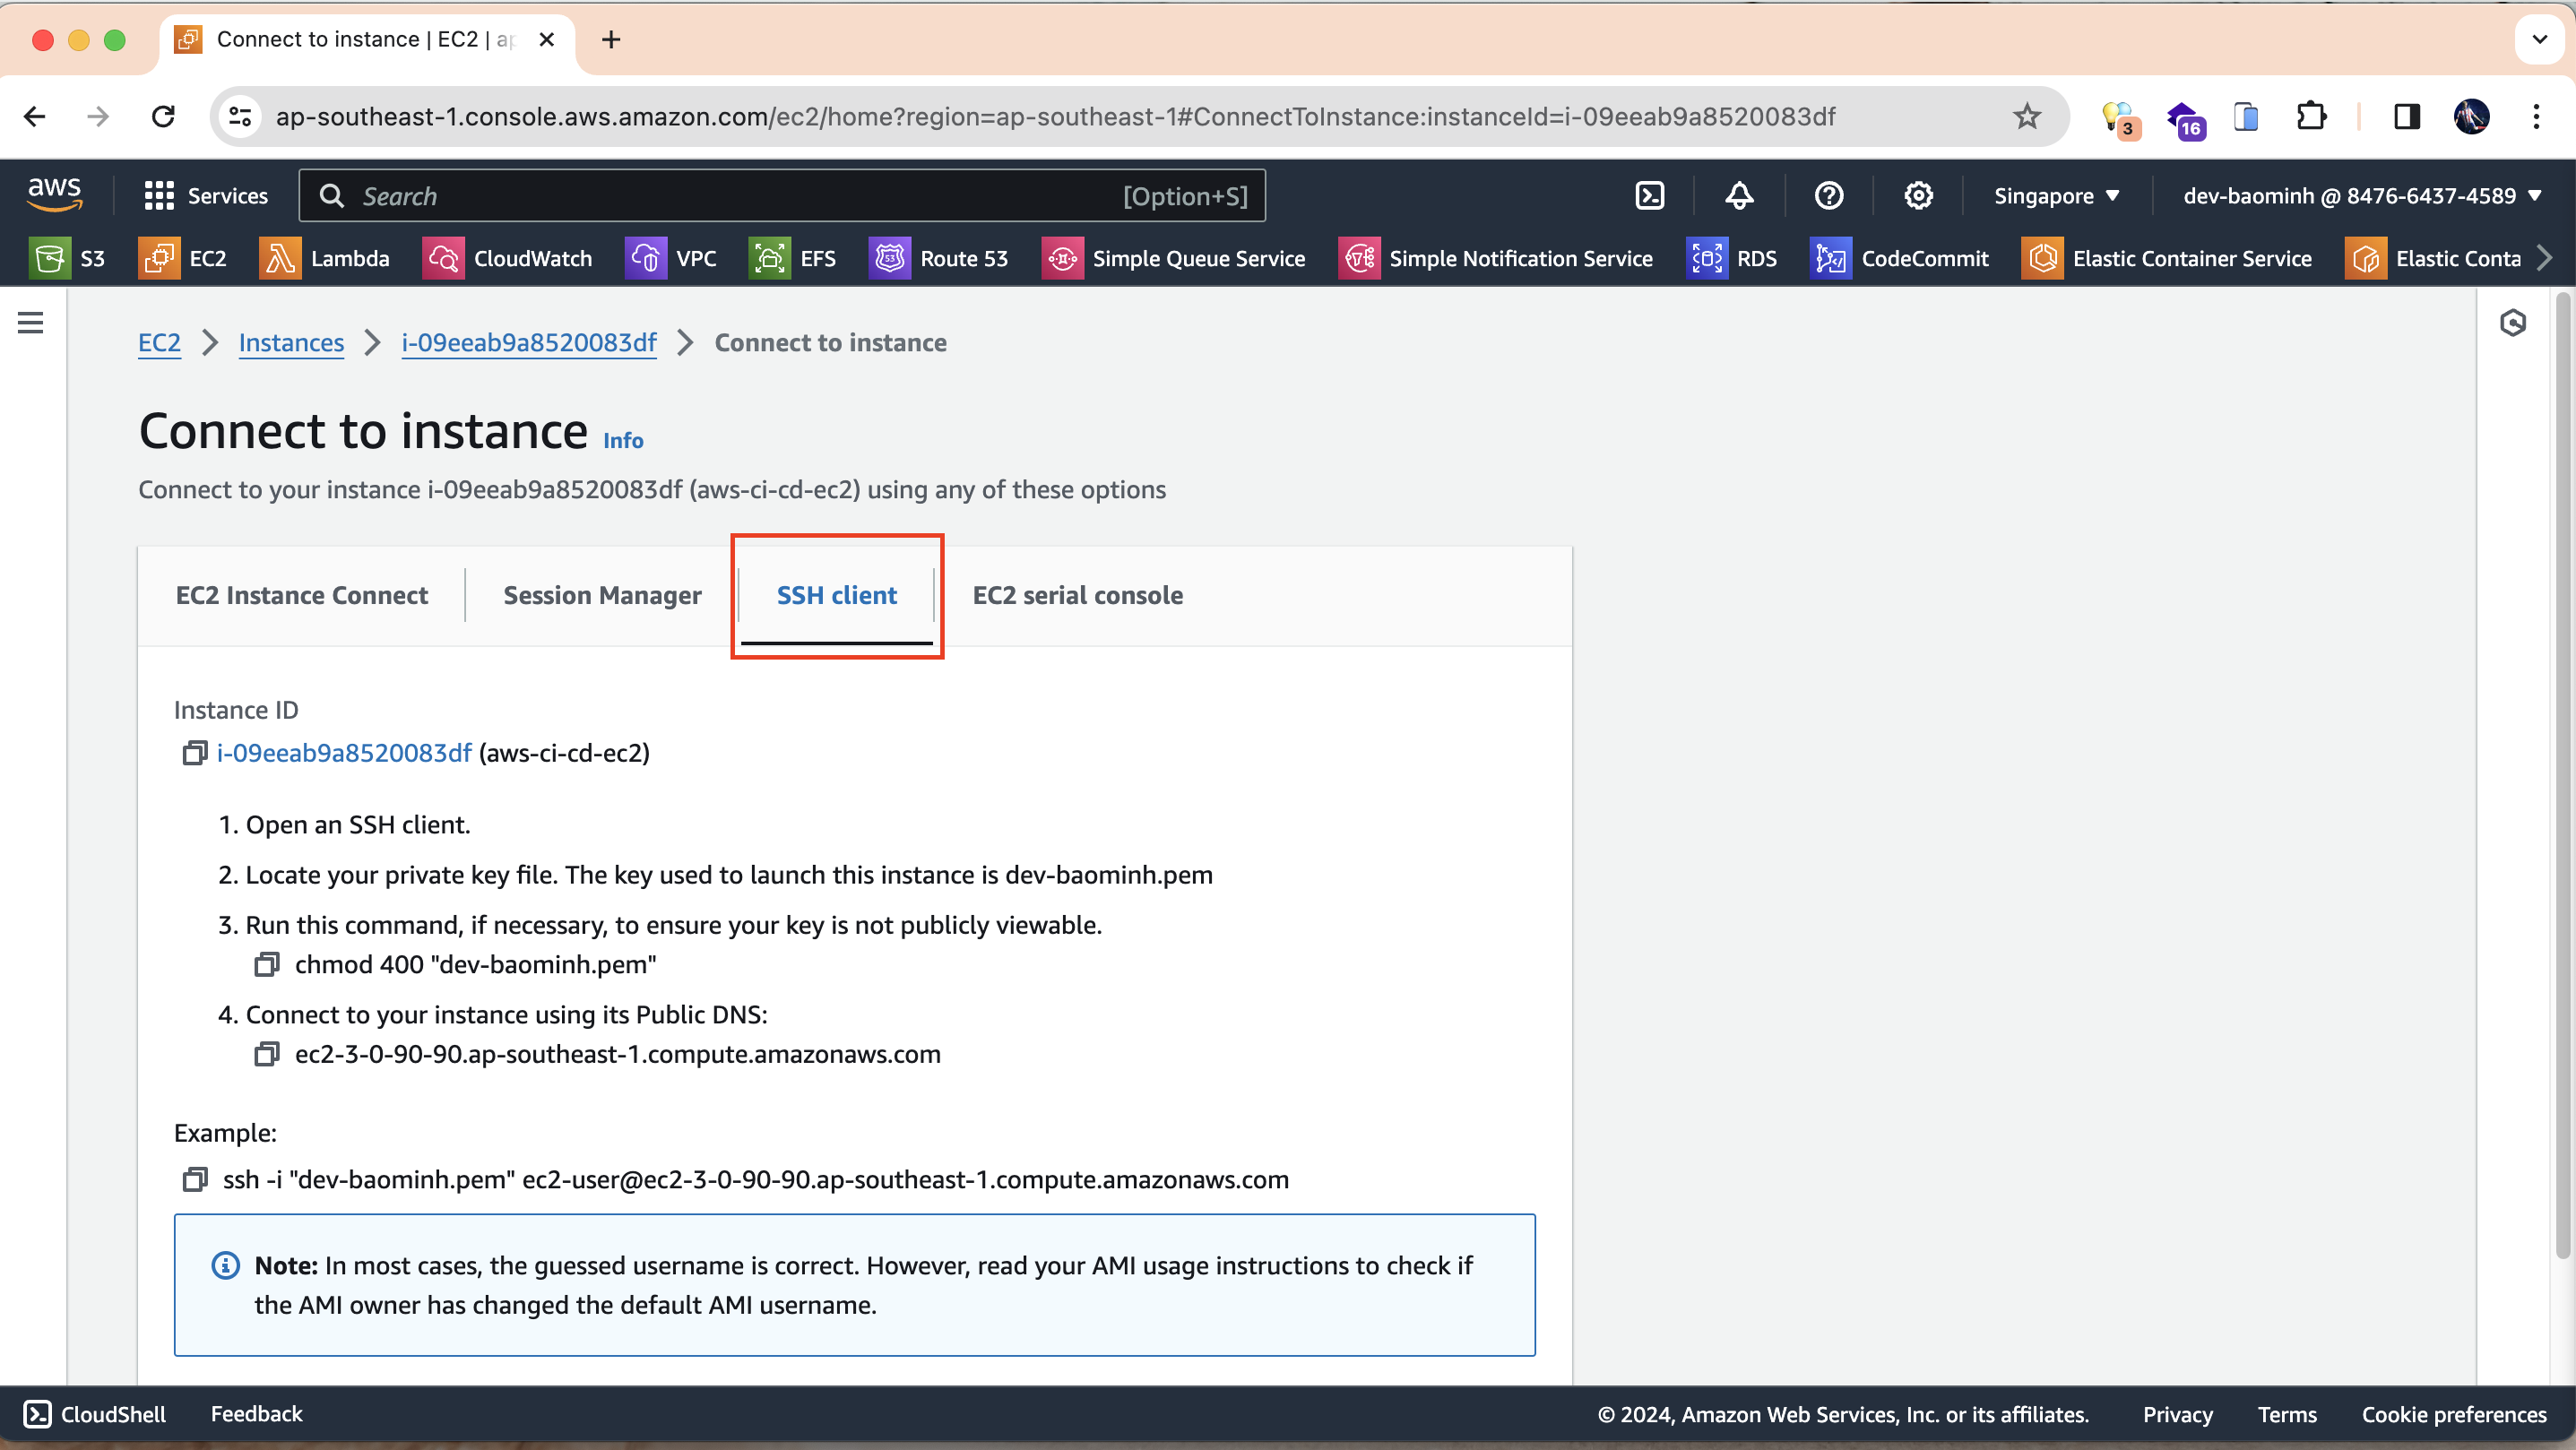 Connect to instance | EC2 | ap
ap-southeast-1.console.aws.amazon.com/ec2/home?region=ap-southeast-1#ConnectToInstance:instanceId=i-09eeab9a8520083df
3
16
aws
Services
Search
[Option+S]
Singapore
dev-baominh @ 8476-6437-4589
S3
EC2
Lambda
CloudWatch
VPC
EFS
Route 53
Simple Queue Service
Simple Notification Service
RDS
CodeCommit
Elastic Container Service
Elastic Conta
EC2
Instances
i-09eeab9a8520083df
Connect to instance
Connect to instance Info
Connect to your instance i-09eeab9a8520083df (aws-ci-cd-ec2) using any of these options
EC2 Instance Connect
Session Manager
SSH client
EC2 serial console
Instance ID
i-09eeab9a8520083df (aws-ci-cd-ec2)
1. Open an SSH client.
2. Locate your private key file. The key used to launch this instance is dev-baominh.pem
3. Run this command, if necessary, to ensure your key is not publicly viewable.
chmod 400 "dev-baominh.pem"
4. Connect to your instance using its Public DNS:
ec2-3-0-90-90.ap-southeast-1.compute.amazonaws.com
Example:
ssh -i "dev-baominh.pem" ec2-user@ec2-3-0-90-90.ap-southeast-1.compute.amazonaws.com
Note: In most cases, the guessed username is correct. However, read your AMI usage instructions to check if
the AMI owner has changed the default AMI username.
CloudShell
Feedback
© 2024, Amazon Web Services, Inc. or its affiliates.
Privacy
Terms
Cookie preferences